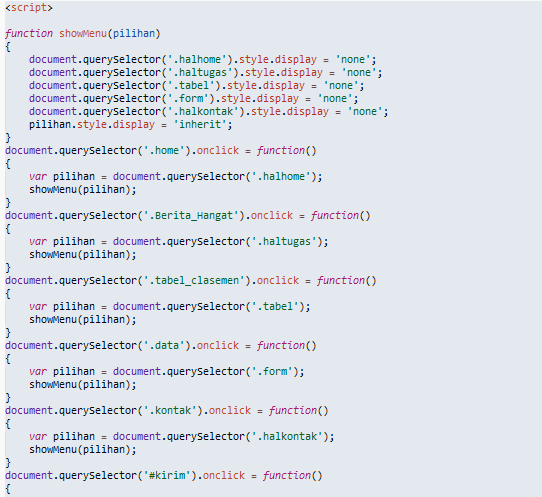 <script>
function showMenu(pilihan)
{
    document.querySelector('.halhome').style.display = 'none';
    document.querySelector('.haltugas').style.display = 'none';
    document.querySelector('.tabel').style.display = 'none';
    document.querySelector('.form').style.display = 'none';
    document.querySelector('.halkontak').style.display = 'none';
    pilihan.style.display = 'inherit';
}
document.querySelector('.home').onclick = function()
{
    var pilihan = document.querySelector('.halhome');
    showMenu(pilihan);
}
document.querySelector('.Berita_Hangat').onclick = function()
{
    var pilihan = document.querySelector('.haltugas');
    showMenu(pilihan);
}
document.querySelector('.tabel_clasemen').onclick = function()
{
    var pilihan = document.querySelector('.tabel');
    showMenu(pilihan);
}
document.querySelector('.data').onclick = function()
{
    var pilihan = document.querySelector('.form');
    showMenu(pilihan);
}
document.querySelector('.kontak').onclick = function()
{
    var pilihan = document.querySelector('.halkontak');
    showMenu(pilihan);
}
document.querySelector('#kirim').onclick = function()
{